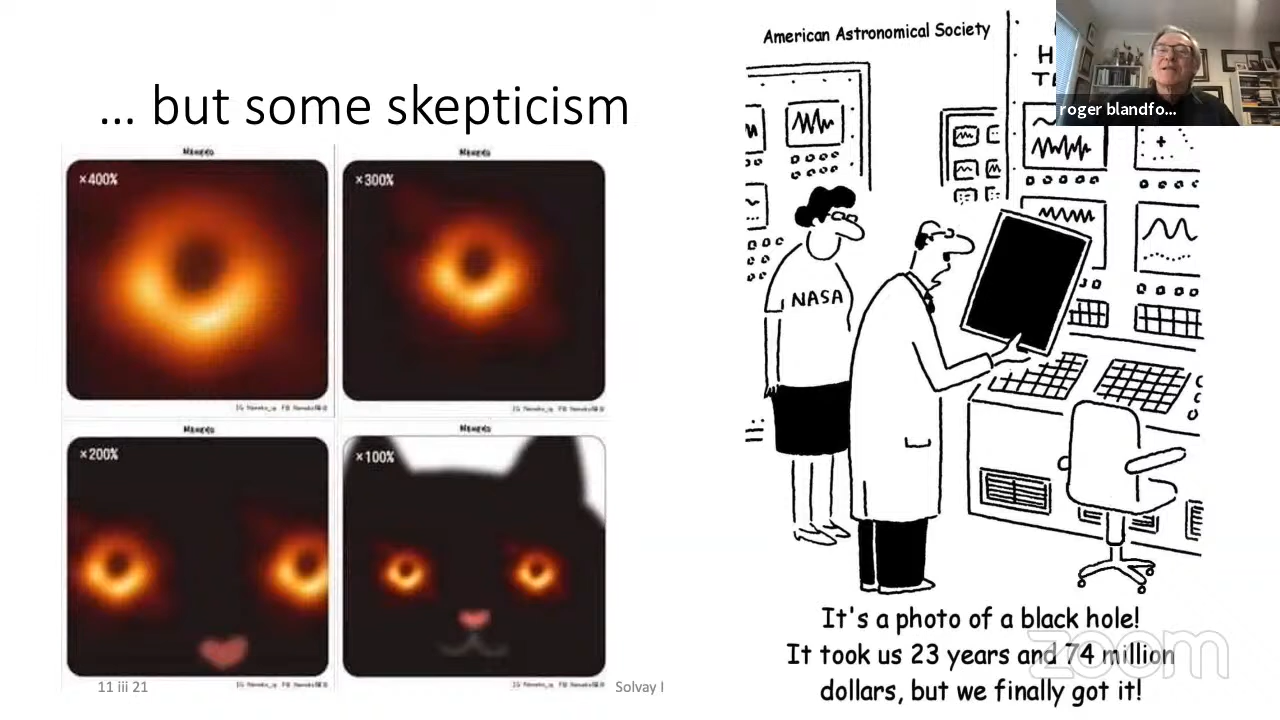 ... but some skepticism
×400%
×300%
×200%
×100%
11 iii 21
Solvay I
American Astronomical Society
NASA
It's a photo of a black hole!
It took us 23 years and 74 million
dollars, but we finally got it!
roger blandfo...
zoom